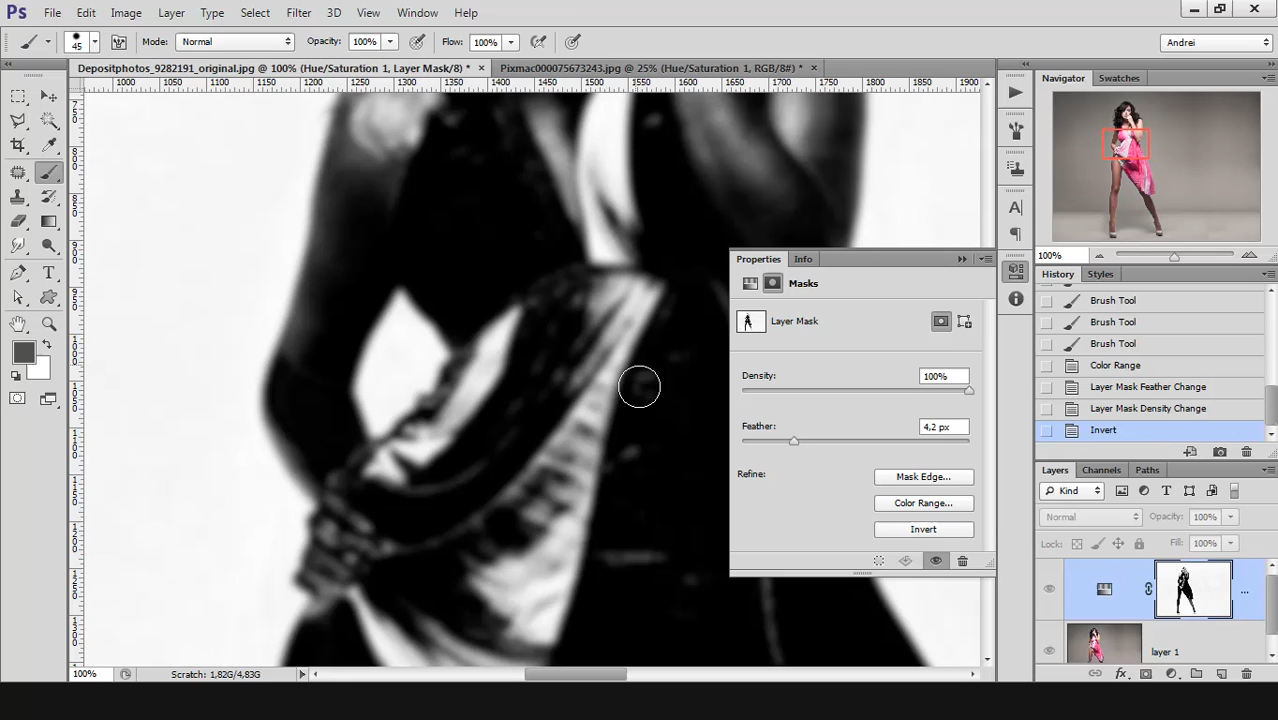 Ps File Edit Image Layer Type Select Filter 3D View Window Help
45 Mode: Normal Opacity: 100% Flow: 100% Andrei
Depositphotos_9282191_original.jpg @ 100% (Hue/Saturation 1, Layer Mask/8) * × Pixmac000075673243.jpg @ 25% (Hue/Saturation 1, RGB/8#) * ×
1000 1050 1100 1150 1200 1250 1300 1350 1400 1450 1500 1550 1600 1650 1700 1750 1800 1850 1900
Navigator Swatches
100%
Properties Info
Masks
Layer Mask
Density: 100%
Feather: 4,2 px
Refine: Mask Edge...
Color Range...
Invert
History Styles
Brush Tool
Brush Tool
Brush Tool
Color Range
Layer Mask Feather Change
Layer Mask Density Change
Invert
Layers Channels Paths
Kind
Normal Opacity: 100%
Lock: Fill: 100%
...
layer 1
100% Scratch: 1,82G/4,83G